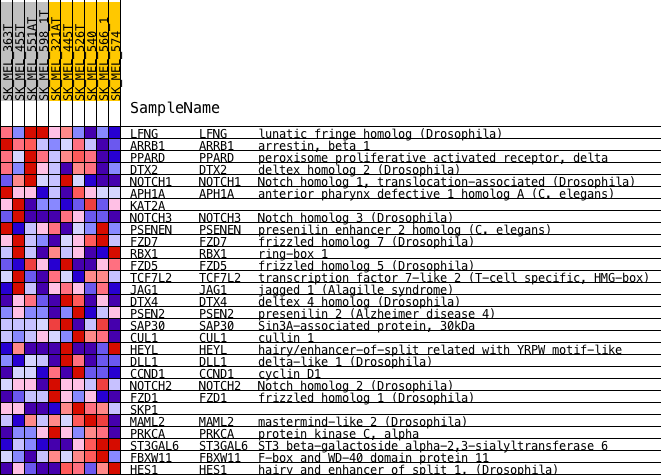 SK_MEL_363T
SK_MEL_455T
SK_MEL_551AT
SK_MEL_598_1T
SK_MEL_321AT
SK_MEL_445T
SK_MEL_526T
SK_MEL_540
SK_MEL_566_1
SK_MEL_574
SampleName
LFNG LFNG lunatic fringe homolog (Drosophila)
ARRB1 ARRB1 arrestin, beta 1
PPARD PPARD peroxisome proliferative activated receptor, delta
DTX2 DTX2 deltex homolog 2 (Drosophila)
NOTCH1 NOTCH1 Notch homolog 1, translocation-associated (Drosophila)
APH1A APH1A anterior pharynx defective 1 homolog A (C. elegans)
KAT2A
NOTCH3 NOTCH3 Notch homolog 3 (Drosophila)
PSENEN PSENEN presenilin enhancer 2 homolog (C. elegans)
FZD7 FZD7 frizzled homolog 7 (Drosophila)
RBX1 RBX1 ring-box 1
FZD5 FZD5 frizzled homolog 5 (Drosophila)
TCF7L2 TCF7L2 transcription factor 7-like 2 (T-cell specific, HMG-box)
JAG1 JAG1 jagged 1 (Alagille syndrome)
DTX4 DTX4 deltex 4 homolog (Drosophila)
PSEN2 PSEN2 presenilin 2 (Alzheimer disease 4)
SAP30 SAP30 Sin3A-associated protein, 30kDa
CUL1 CUL1 cullin 1
HEYL HEYL hairy/enhancer-of-split related with YRPW motif-like
DLL1 DLL1 delta-like 1 (Drosophila)
CCND1 CCND1 cyclin D1
NOTCH2 NOTCH2 Notch homolog 2 (Drosophila)
FZD1 FZD1 frizzled homolog 1 (Drosophila)
SKP1
MAML2 MAML2 mastermind-like 2 (Drosophila)
PRKCA PRKCA protein kinase C, alpha
ST3GAL6 ST3GAL6 ST3 beta-galactoside alpha-2,3-sialyltransferase 6
FBXW11 FBXW11 F-box and WD-40 domain protein 11
HES1 HES1 hairy and enhancer of split 1, (Drosophila)